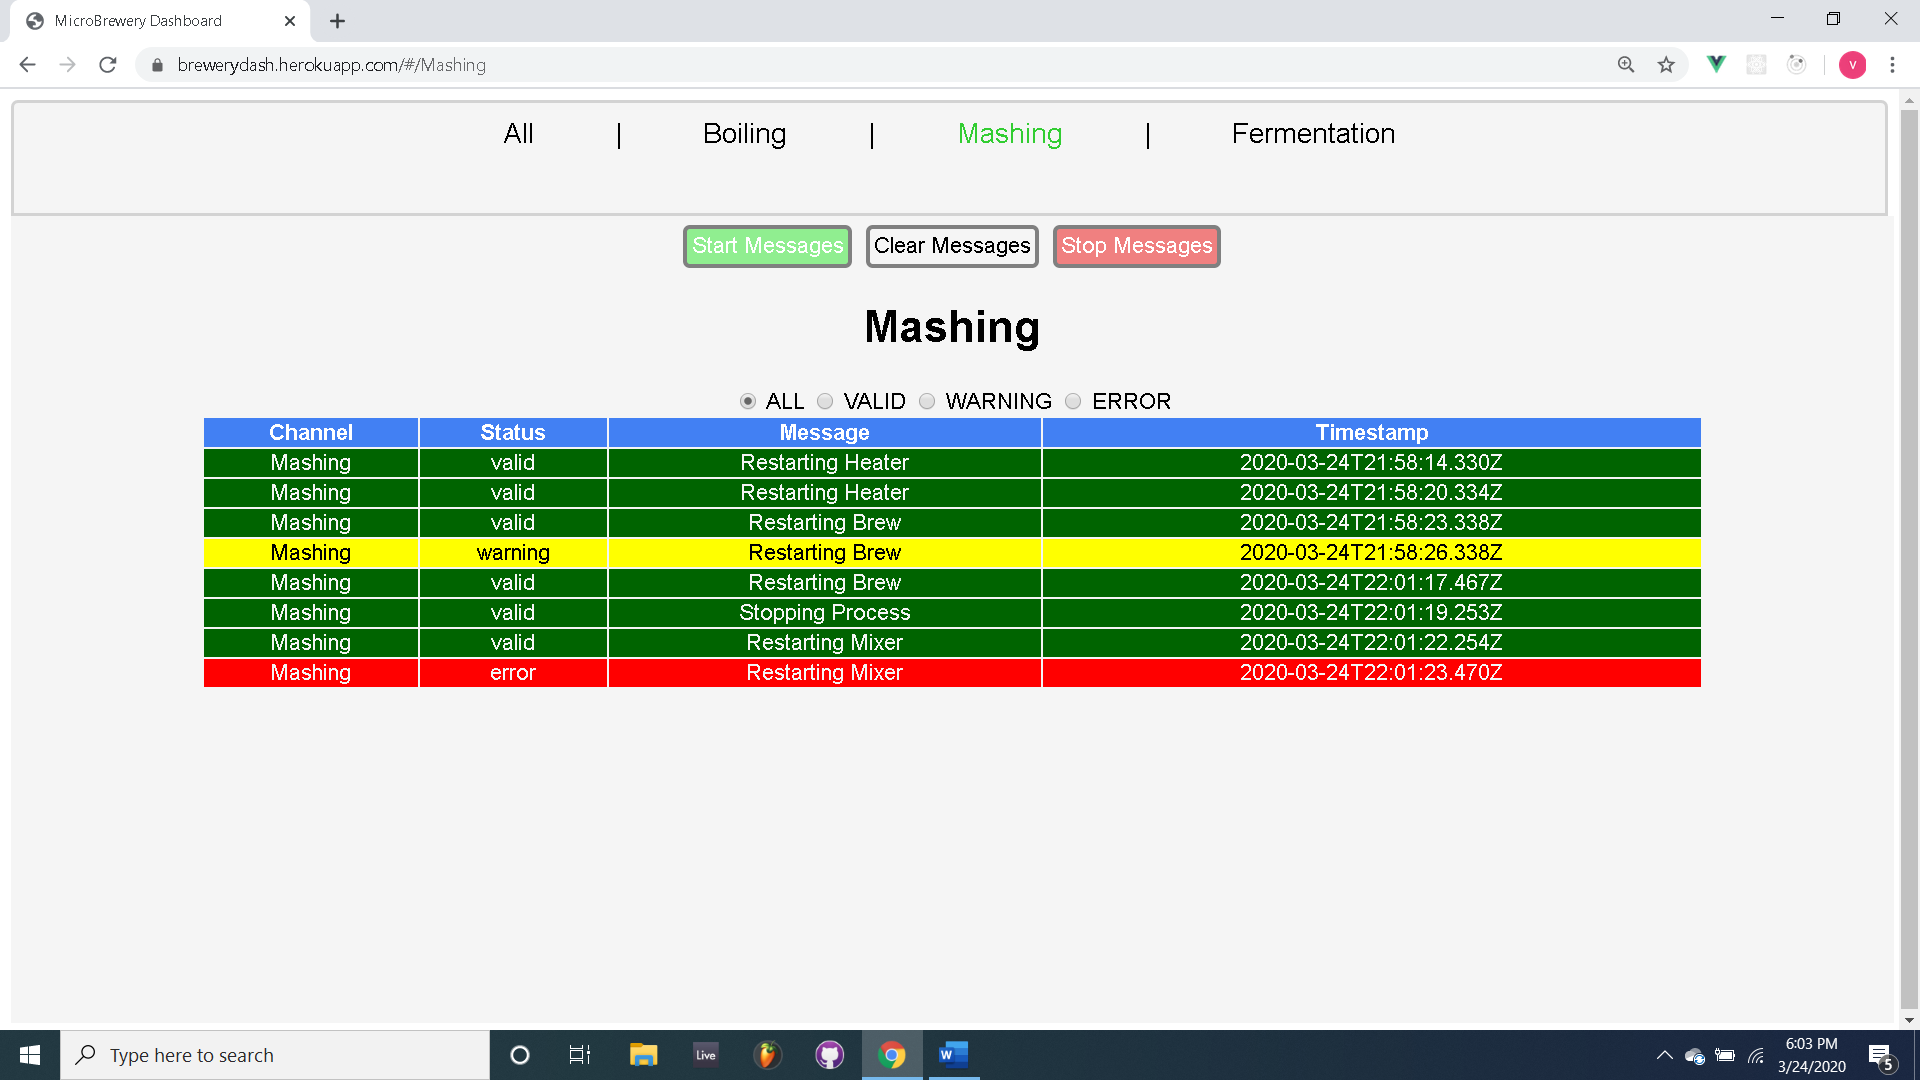 MicroBrewery Dashboard
brewerydash.herokuapp.com/#/Mashing
V
All | Boiling | Mashing | Fermentation
Start Messages Clear Messages Stop Messages
Mashing
ALL VALID WARNING ERROR
Channel Status Message Timestamp
Mashing valid Restarting Heater 2020-03-24T21:58:14.330Z
Mashing valid Restarting Heater 2020-03-24T21:58:20.334Z
Mashing valid Restarting Brew 2020-03-24T21:58:23.338Z
Mashing warning Restarting Brew 2020-03-24T21:58:26.338Z
Mashing valid Restarting Brew 2020-03-24T22:01:17.467Z
Mashing valid Stopping Process 2020-03-24T22:01:19.253Z
Mashing valid Restarting Mixer 2020-03-24T22:01:22.254Z
Mashing error Restarting Mixer 2020-03-24T22:01:23.470Z
Type here to search
Live
W
6:03 PM
3/24/2020
5